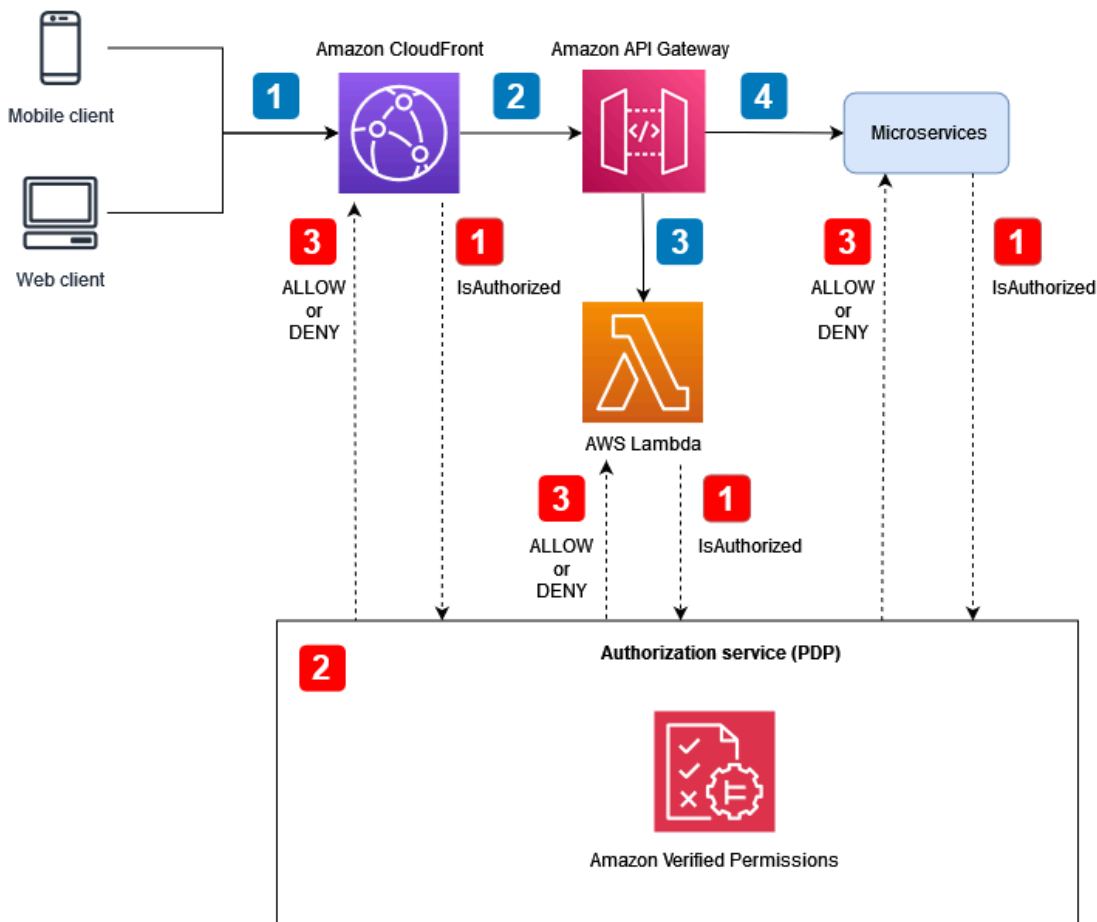 Amazon CloudFront
Amazon API Gateway
Mobile client
1
2
4
Microservices
Web client
3
ALLOW
or
DENY
1
IsAuthorized
3
3
ALLOW
or
DENY
1
IsAuthorized
</>
AWS Lambda
3
ALLOW
or
DENY
1
IsAuthorized
2
Authorization service (PDP)
Amazon Verified Permissions